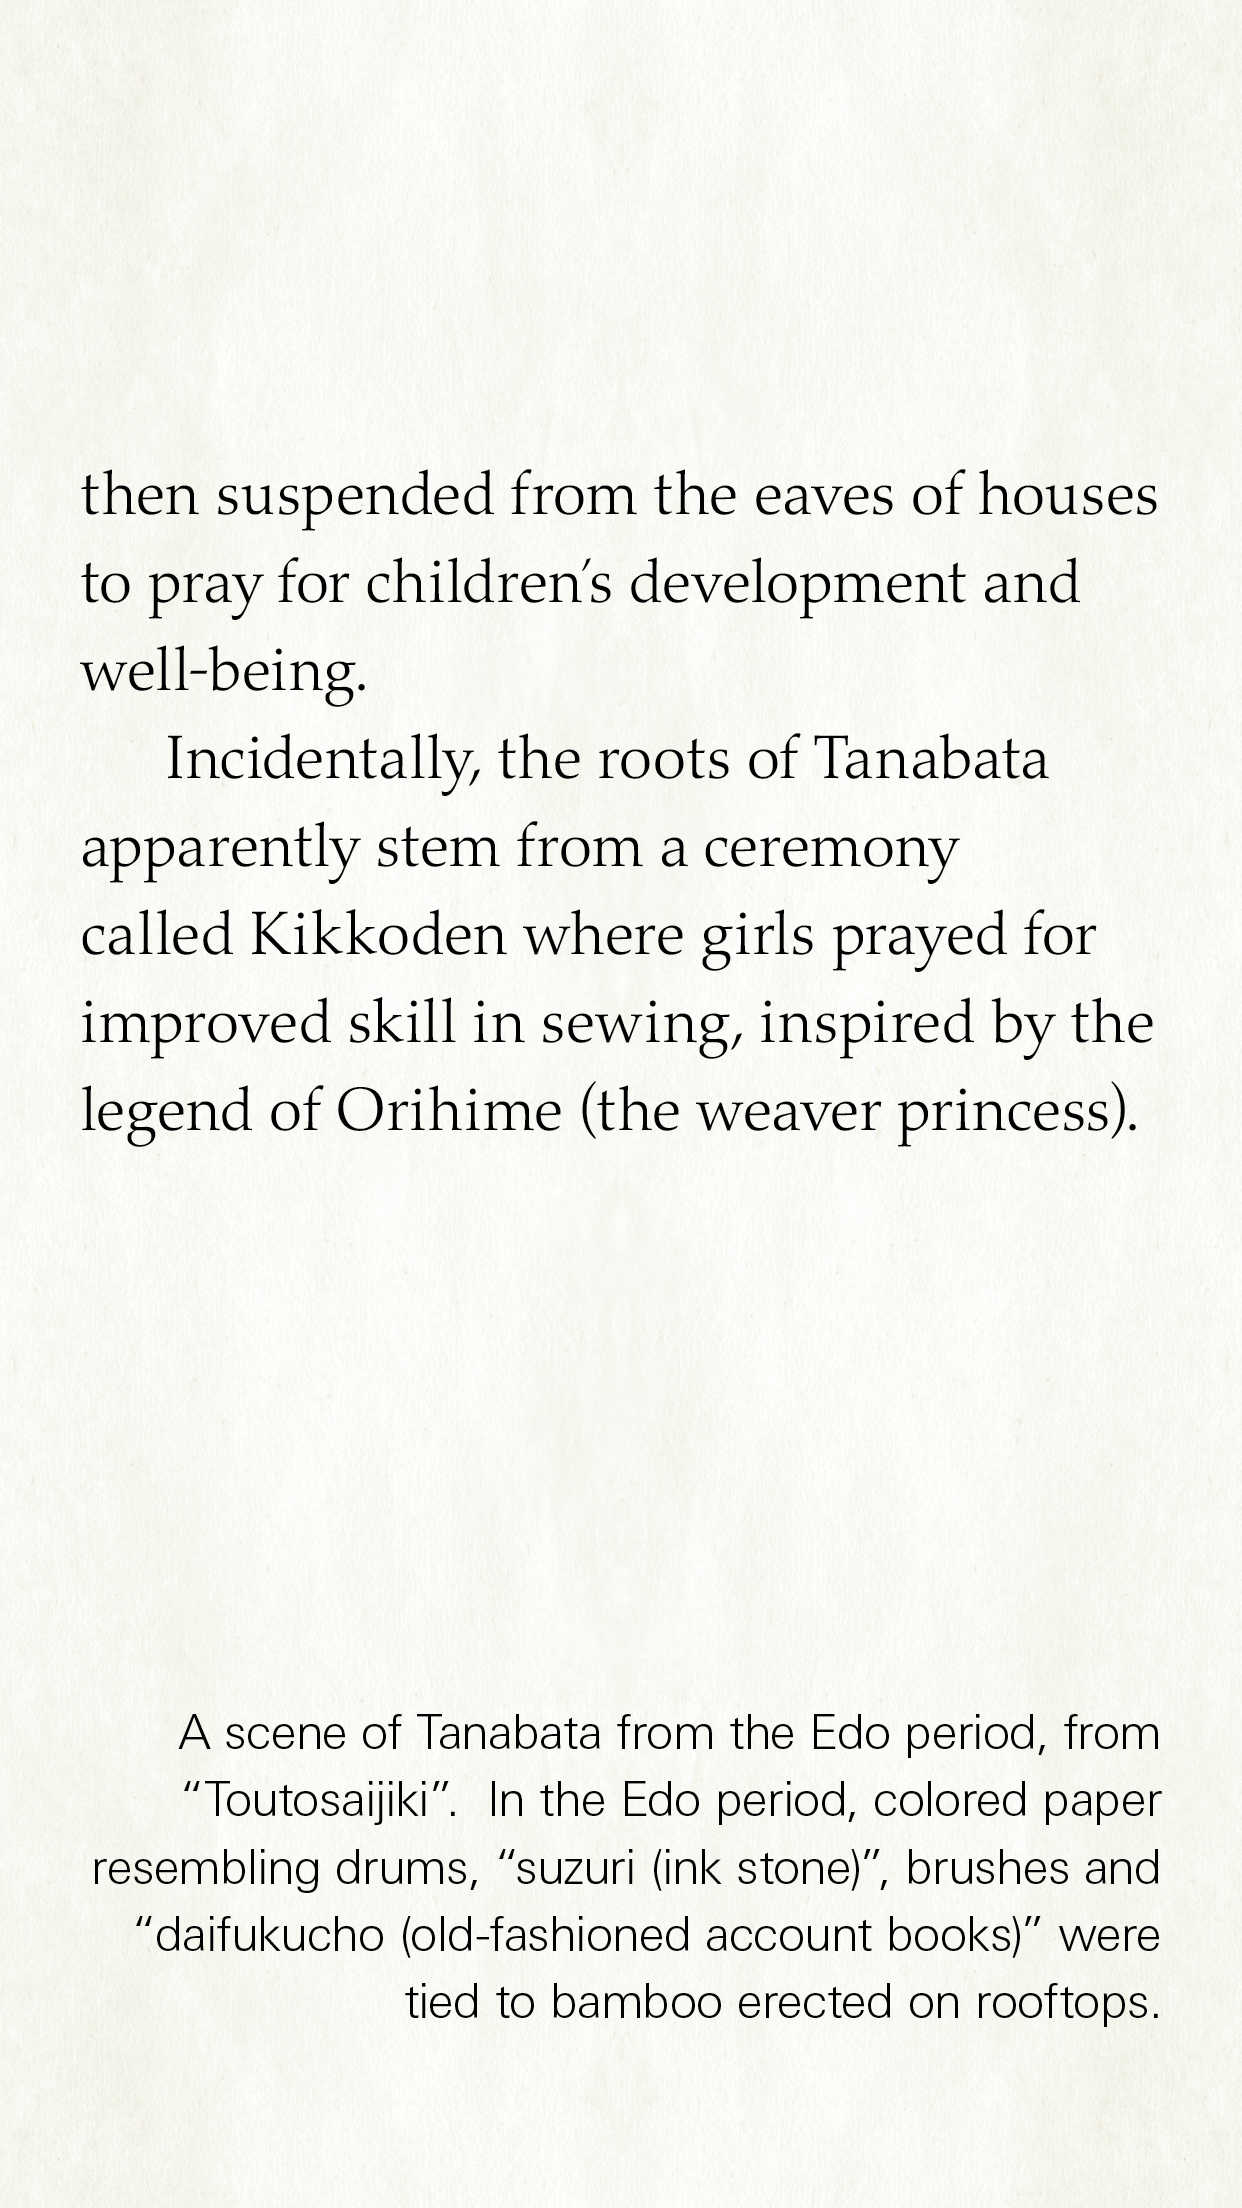 then suspended from the eaves of houses
to pray for children’s development and
well-being.
Incidentally, the roots of Tanabata
apparently stem from a ceremony
called Kikkoden where girls prayed for
improved skill in sewing, inspired by the
legend of Orihime (the weaver princess).
A scene of Tanabata from the Edo period, from
“Toutosaijiki”.  In the Edo period, colored paper
resembling drums, “suzuri (ink stone)”, brushes and
“daifukucho (old-fashioned account books)” were
tied to bamboo erected on rooftops.